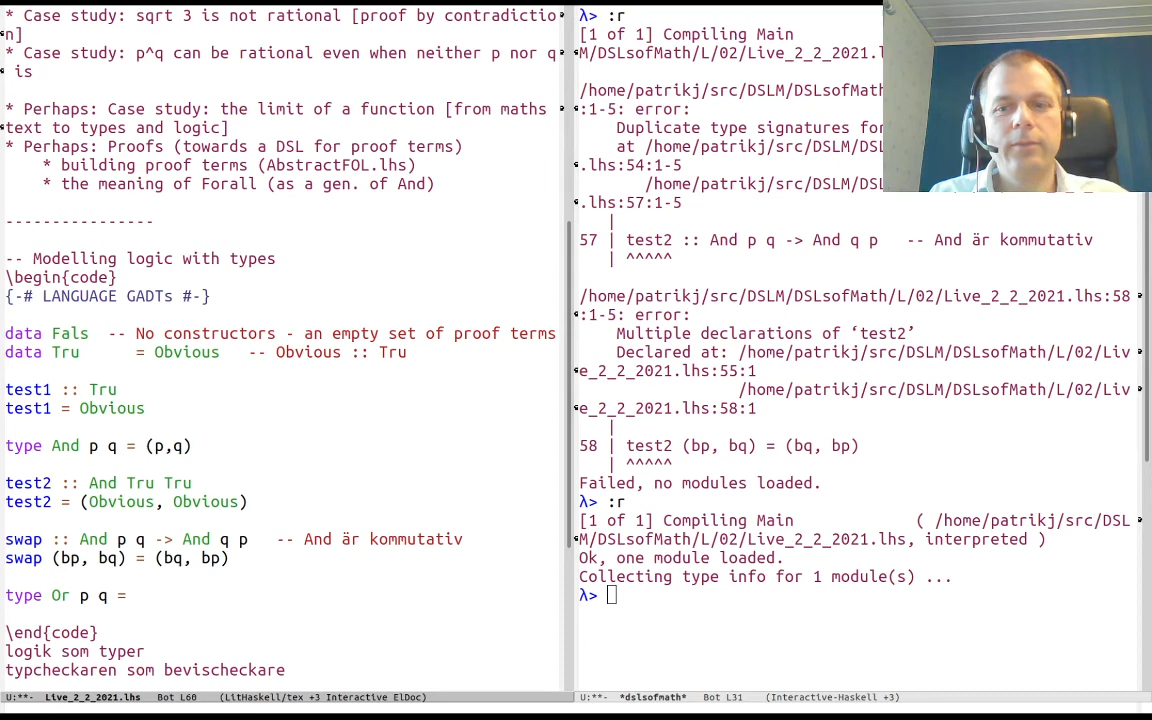 * Case study: sqrt 3 is not rational [proof by contradictio
n]
* Case study: p^q can be rational even when neither p nor q
 is
* Perhaps: Case study: the limit of a function [from maths
text to types and logic]
* Perhaps: Proofs (towards a DSL for proof terms)
    * building proof terms (AbstractFOL.lhs)
    * the meaning of Forall (as a gen. of And)
----------------
-- Modelling logic with types
\begin{code}
{-# LANGUAGE GADTs #-}
data Fals  -- No constructors - an empty set of proof terms
data Tru      = Obvious   -- Obvious :: Tru
test1 :: Tru
test1 = Obvious
type And p q = (p,q)
test2 :: And Tru Tru
test2 = (Obvious, Obvious)
swap :: And p q -> And q p   -- And är kommutativ
swap (bp, bq) = (bq, bp)
type Or p q =
\end{code}
logik som typer
typcheckaren som bevischeckare
U:**-  Live_2_2_2021.lhs   Bot L60    (LitHaskell/tex +3 Interactive ElDoc)
λ> :r
[1 of 1] Compiling Main
M/DSLsofMath/L/02/Live_2_2_2021.l
/home/patrikj/src/DSLM/DSLsofMath
:1-5: error:
    Duplicate type signatures for
    at /home/patrikj/src/DSLM/DSL
.lhs:54:1-5
       /home/patrikj/src/DSLM/DSL
.lhs:57:1-5
   |
57 | test2 :: And p q -> And q p   -- And är kommutativ
   | ^^^^^
/home/patrikj/src/DSLM/DSLsofMath/L/02/Live_2_2_2021.lhs:58
:1-5: error:
    Multiple declarations of ‘test2’
    Declared at: /home/patrikj/src/DSLM/DSLsofMath/L/02/Liv
e_2_2_2021.lhs:55:1
                 /home/patrikj/src/DSLM/DSLsofMath/L/02/Liv
e_2_2_2021.lhs:58:1
   |
58 | test2 (bp, bq) = (bq, bp)
   | ^^^^^
Failed, no modules loaded.
λ> :r
[1 of 1] Compiling Main             ( /home/patrikj/src/DSL
M/DSLsofMath/L/02/Live_2_2_2021.lhs, interpreted )
Ok, one module loaded.
Collecting type info for 1 module(s) ...
λ>
U:**-  *dslsofmath*   Bot L31    (Interactive-Haskell +3)